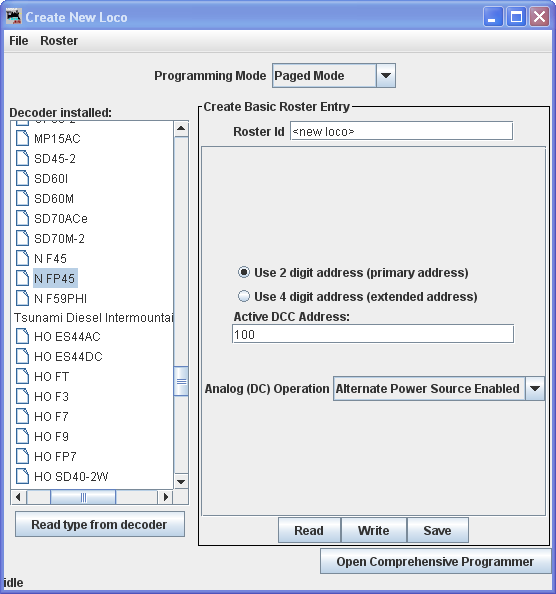 Create New Loco
File Roster
Programming Mode Paged Mode
Decoder installed:
MP15AC
SD45-2
SD60I
SD60M
SD70ACe
SD70M-2
N F45
N FP45
N F59PHI
Tsunami Diesel Intermountai
HO ES44AC
HO ES44DC
HO FT
HO F3
HO F7
HO F9
HO FP7
HO SD40-2W
Read type from decoder
Create Basic Roster Entry
Roster Id <new loco>
Use 2 digit address (primary address)
Use 4 digit address (extended address)
Active DCC Address:
100
Analog (DC) Operation Alternate Power Source Enabled
Read Write Save
Open Comprehensive Programmer
idle